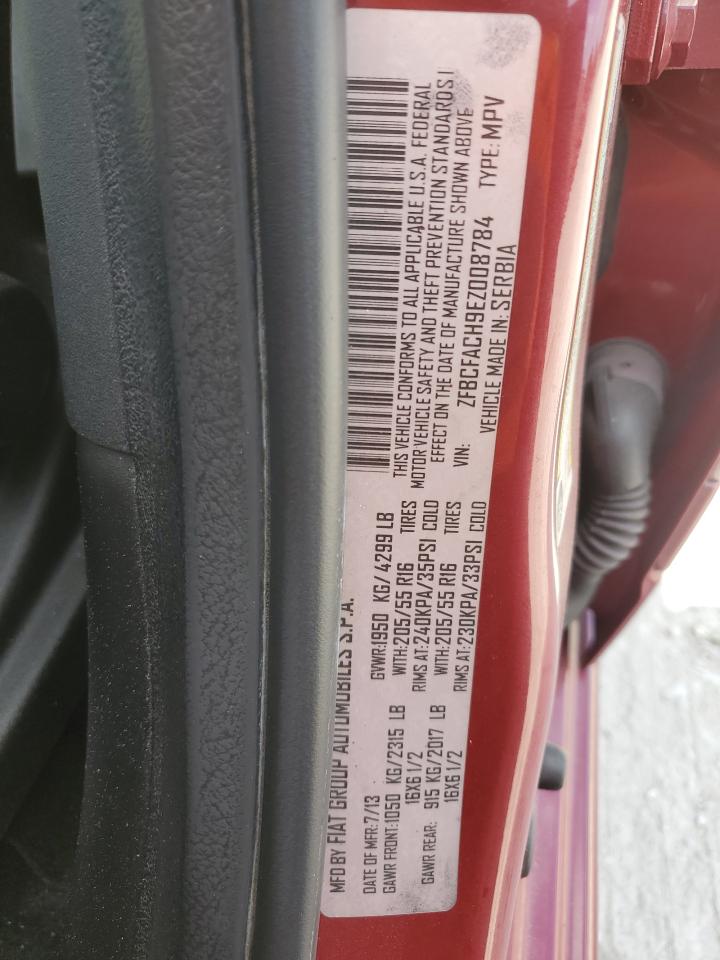 MFD BY FIAT GROUP AUTOMOBILES S.P.A.
DATE OF MFR: 7/13 GVWR: 1950 KG/ 4299 LB
GAWR FRONT: 1050 KG/2315 LB WITH: 205/55 R16 TIRES
16X6 1/2 RIMS AT: 240KPA/35PSI COLD
GAWR REAR: 915 KG/2017 LB WITH: 205/55 R16 TIRES
16X6 1/2 RIMS AT: 230KPA/33PSI COLD
THIS VEHICLE CONFORMS TO ALL APPLICABLE U.S.A. FEDERAL
MOTOR VEHICLE SAFETY AND THEFT PREVENTION STANDARDS I
EFFECT ON THE DATE OF MANUFACTURE SHOWN ABOVE
VIN: ZFBCFACH9EZ008784 TYPE: MPV
VEHICLE MADE IN: SERBIA